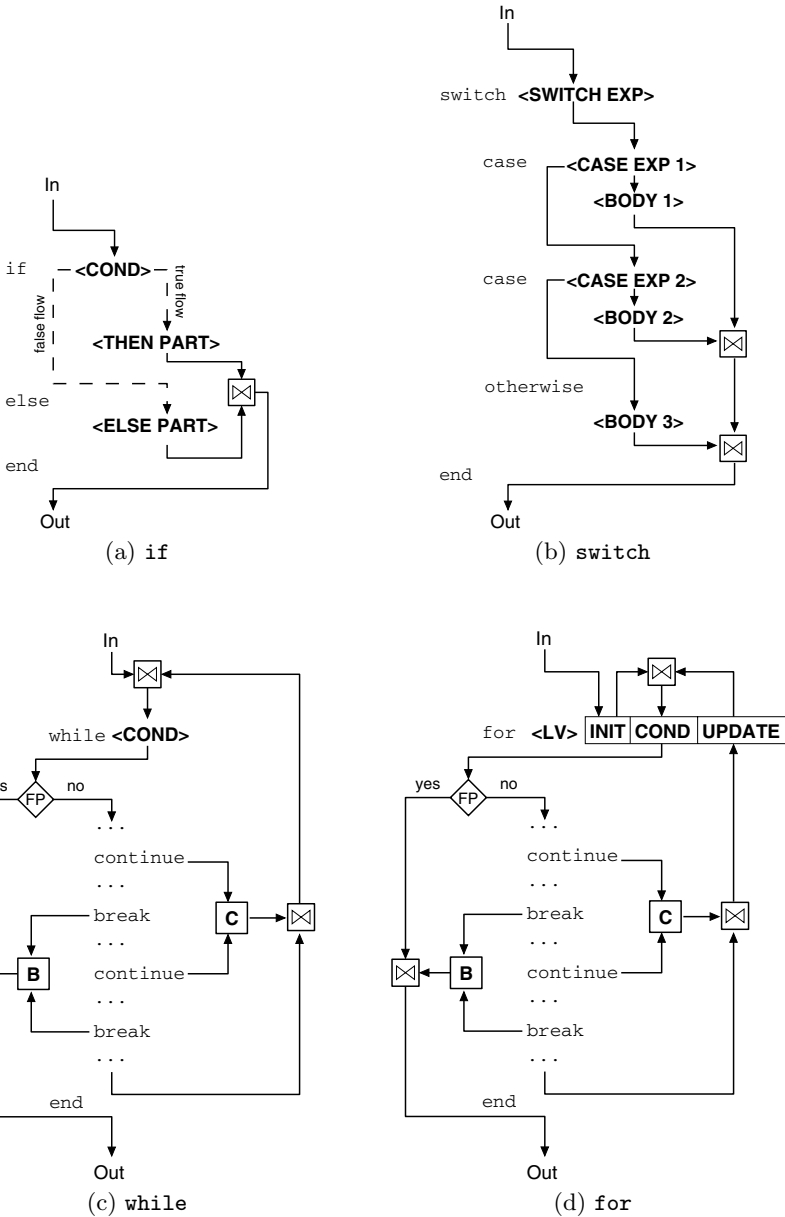 In
if <COND>
false flow
true flow
<THEN PART>
else
<ELSE PART>
end
Out
(a) if
In
switch <SWITCH EXP>
case <CASE EXP 1>
<BODY 1>
case <CASE EXP 2>
<BODY 2>
otherwise
<BODY 3>
end
Out
(b) switch
In
while <COND>
s FP no
...
continue
...
C
break
...
B
continue
...
break
...
end
Out
(c) while
In
for <LV> INIT COND UPDATE
yes FP no
...
continue
...
C
break
...
B
continue
...
break
...
end
Out
(d) for